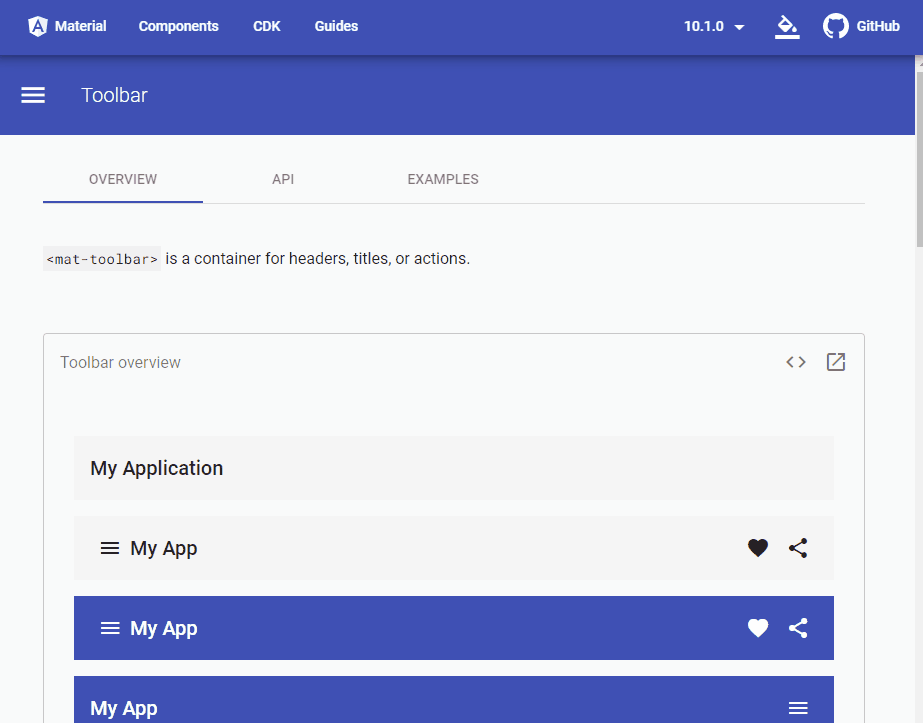 Material Components CDK Guides 10.1.0 GitHub
Toolbar
OVERVIEW API EXAMPLES
<mat-toolbar> is a container for headers, titles, or actions.
Toolbar overview
My Application
My App
My App
My App